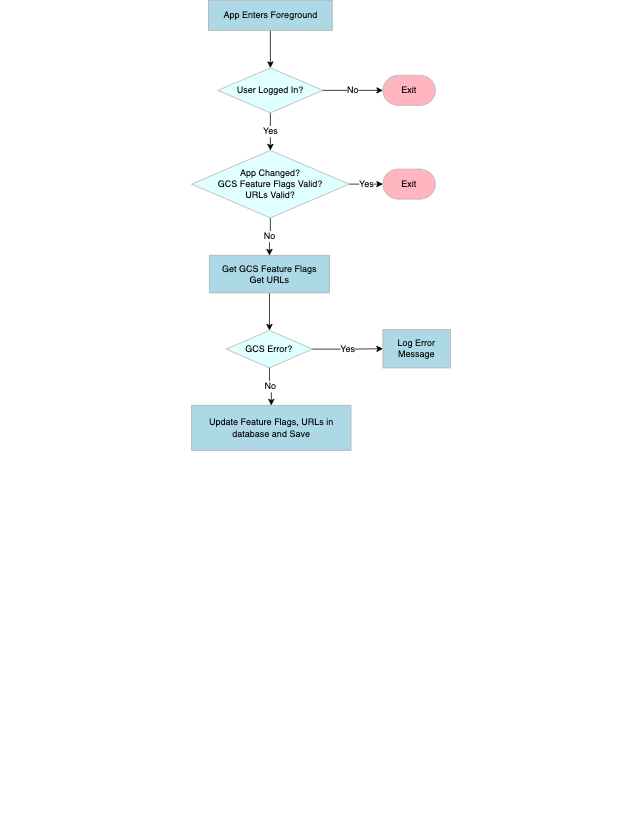 App Enters Foreground
User Logged In?
No
Exit
Yes
App Changed?
GCS Feature Flags Valid?
URLs Valid?
Yes
Exit
No
Get GCS Feature Flags
Get URLs
GCS Error?
Yes
Log Error
Message
No
Update Feature Flags, URLs in
database and Save